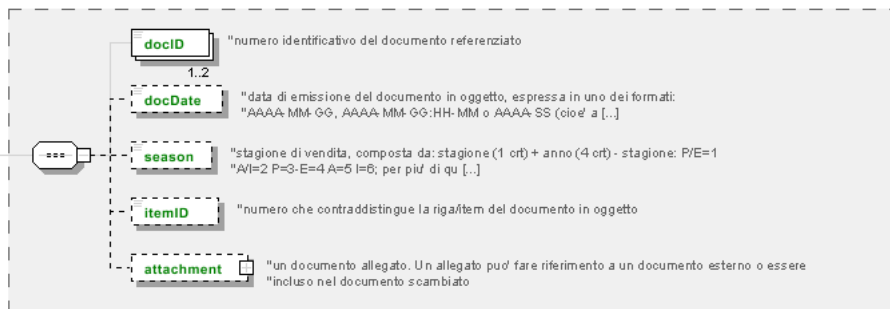 docID
"numero identificativo del documento referenziato
1..2
docDate
"data di emissione del documento in oggetto, espressa in uno dei formati:
"AAAA-MM-GG, AAAA-MM-GG:HH-MM o AAAA-SS (cioe' a [...]
season
"stagione di vendita, composta da: stagione (1 crt) + anno (4 crt) - stagione: P/E=1
"A/I=2 P=3-E=4 A=5 I=6; per piu' di qu [...]
itemID
"numero che contraddistingue la riga/item del documento in oggetto
attachment
"un documento allegato. Un allegato puo' fare riferimento a un documento esterno o essere
"incluso nel documento scambiato